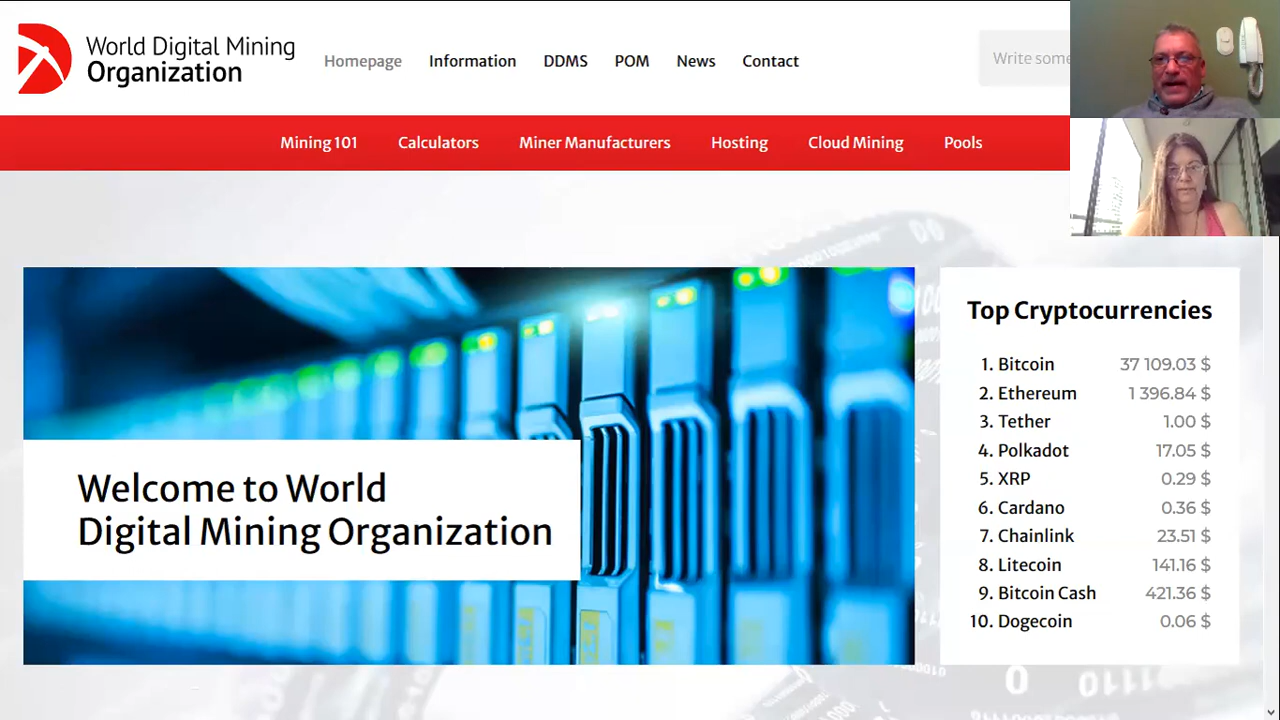 World Digital Mining
Organization
Homepage Information DDMS POM News Contact
Write some
Mining 101 Calculators Miner Manufacturers Hosting Cloud Mining Pools
Welcome to World
Digital Mining Organization
Top Cryptocurrencies
1. Bitcoin 37 109.03 $
2. Ethereum 1 396.84 $
3. Tether 1.00 $
4. Polkadot 17.05 $
5. XRP 0.29 $
6. Cardano 0.36 $
7. Chainlink 23.51 $
8. Litecoin 141.16 $
9. Bitcoin Cash 421.36 $
10. Dogecoin 0.06 $